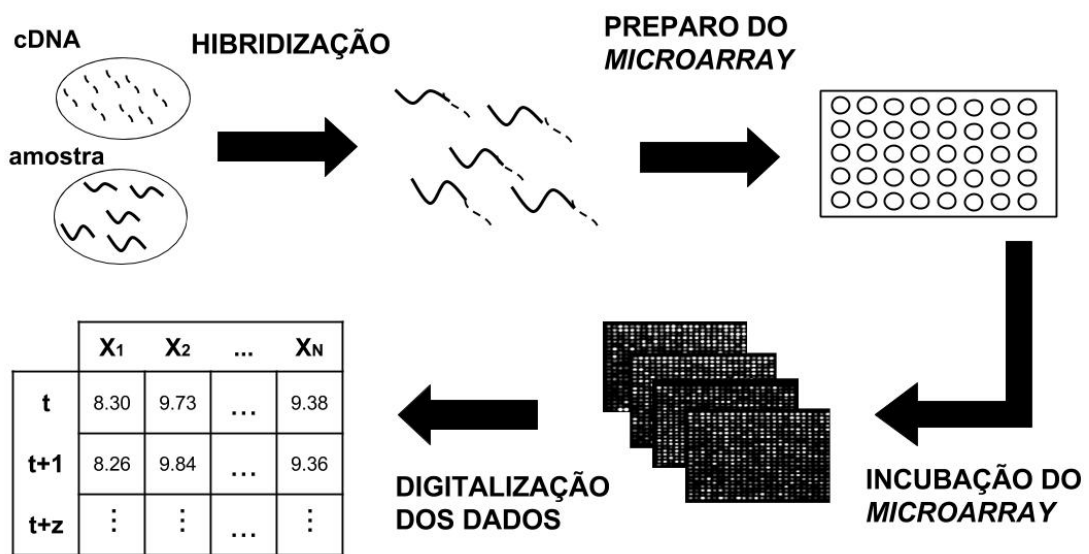 cDNA
HIBRIDIZAÇÃO
PREPARO DO
MICROARRAY
amostra
X1 X2 ... XN
t 8.30 9.73 ... 9.38
t+1 8.26 9.84 ... 9.36
t+z ⋮ ⋮ ... ⋮
DIGITALIZAÇÃO
DOS DADOS
INCUBAÇÃO DO
MICROARRAY